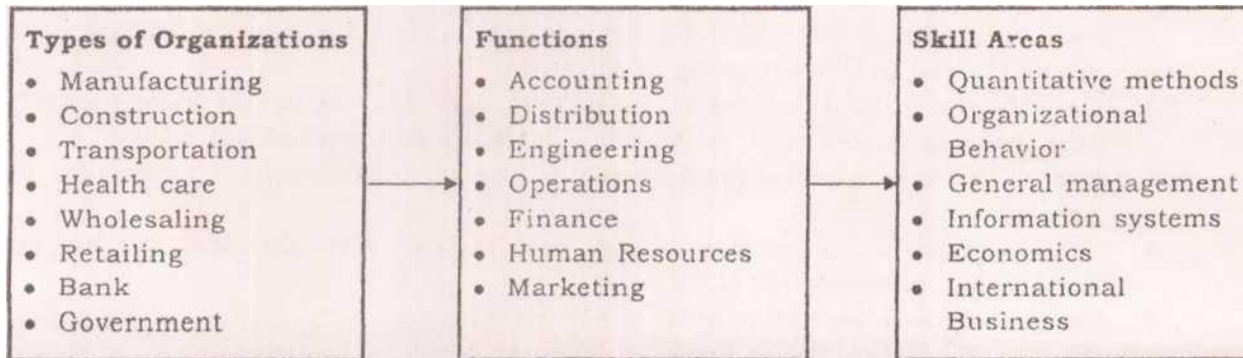 Types of Organizations
• Manufacturing
• Construction
• Transportation
• Health care
• Wholesaling
• Retailing
• Bank
• Government
Functions
• Accounting
• Distribution
• Engineering
• Operations
• Finance
• Human Resources
• Marketing
Skill Areas
• Quantitative methods
• Organizational
Behavior
• General management
• Information systems
• Economics
• International
Business